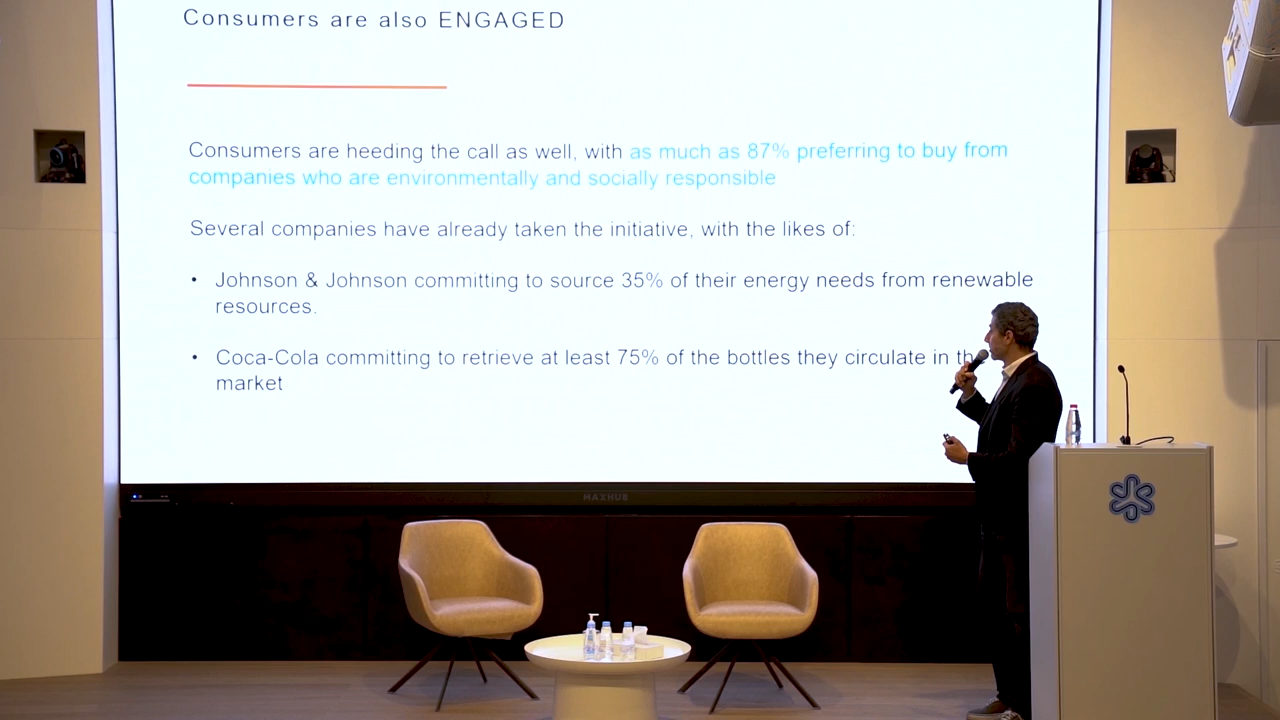 Consumers are also ENGAGED
Consumers are heeding the call as well, with as much as 87% preferring to buy from
companies who are environmentally and socially responsible
Several companies have already taken the initiative, with the likes of:
• Johnson & Johnson committing to source 35% of their energy needs from renewable
resources.
• Coca-Cola committing to retrieve at least 75% of the bottles they circulate in th
market
MAXHUB